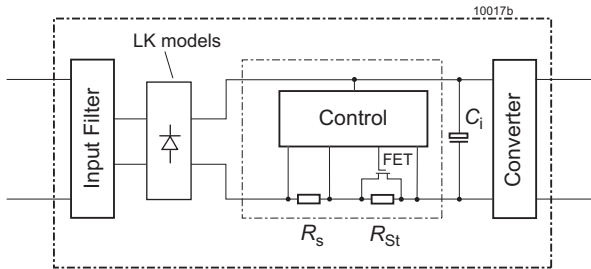 10017b
LK models
Input Filter
Control
FET
Rs
RSt
Ci
Converter